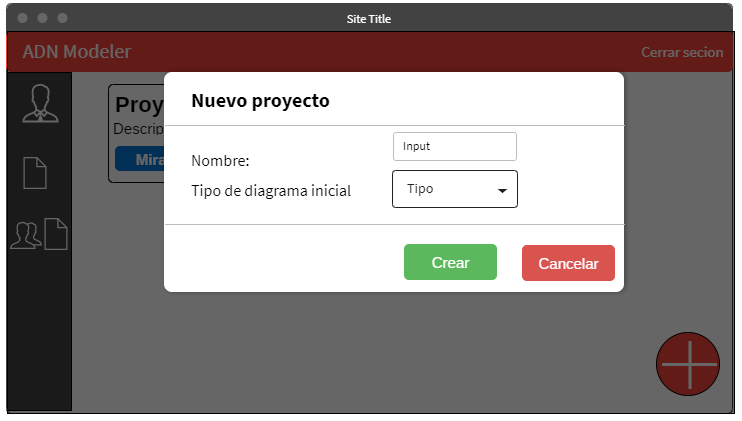 Site Title
ADN Modeler
Cerrar secion
Proy
Descrip
Mira
Nuevo proyecto
Nombre:
Input
Tipo de diagrama inicial
Tipo
Crear
Cancelar